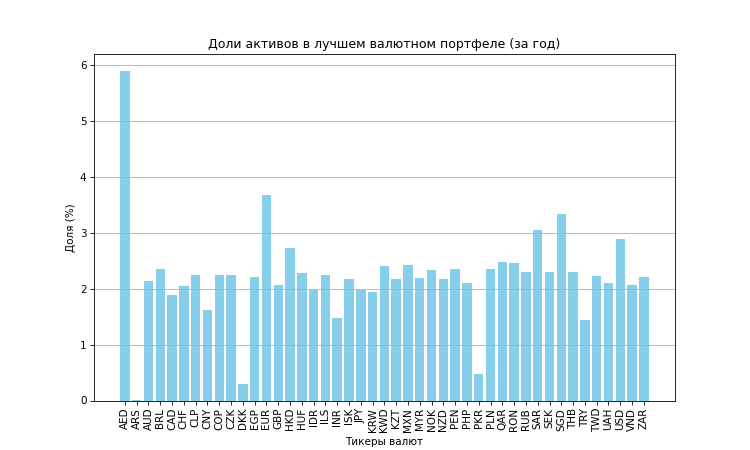 Доли активов в лучшем валютном портфеле (за год)
6
5
4
3
2
1
0
Доля (%)
AED
ARS
AUD
BRL
CAD
CHF
CLP
CNY
COP
CZK
DKK
EGP
EUR
GBP
HKD
HUF
IDR
ILS
INR
ISK
JPY
KRW
KWD
KZT
MXN
MYR
NOK
NZD
PEN
PHP
PKR
PLN
QAR
RON
RUB
SAR
SEK
SGD
THB
TRY
TWD
UAH
USD
VND
ZAR
Тикеры валют